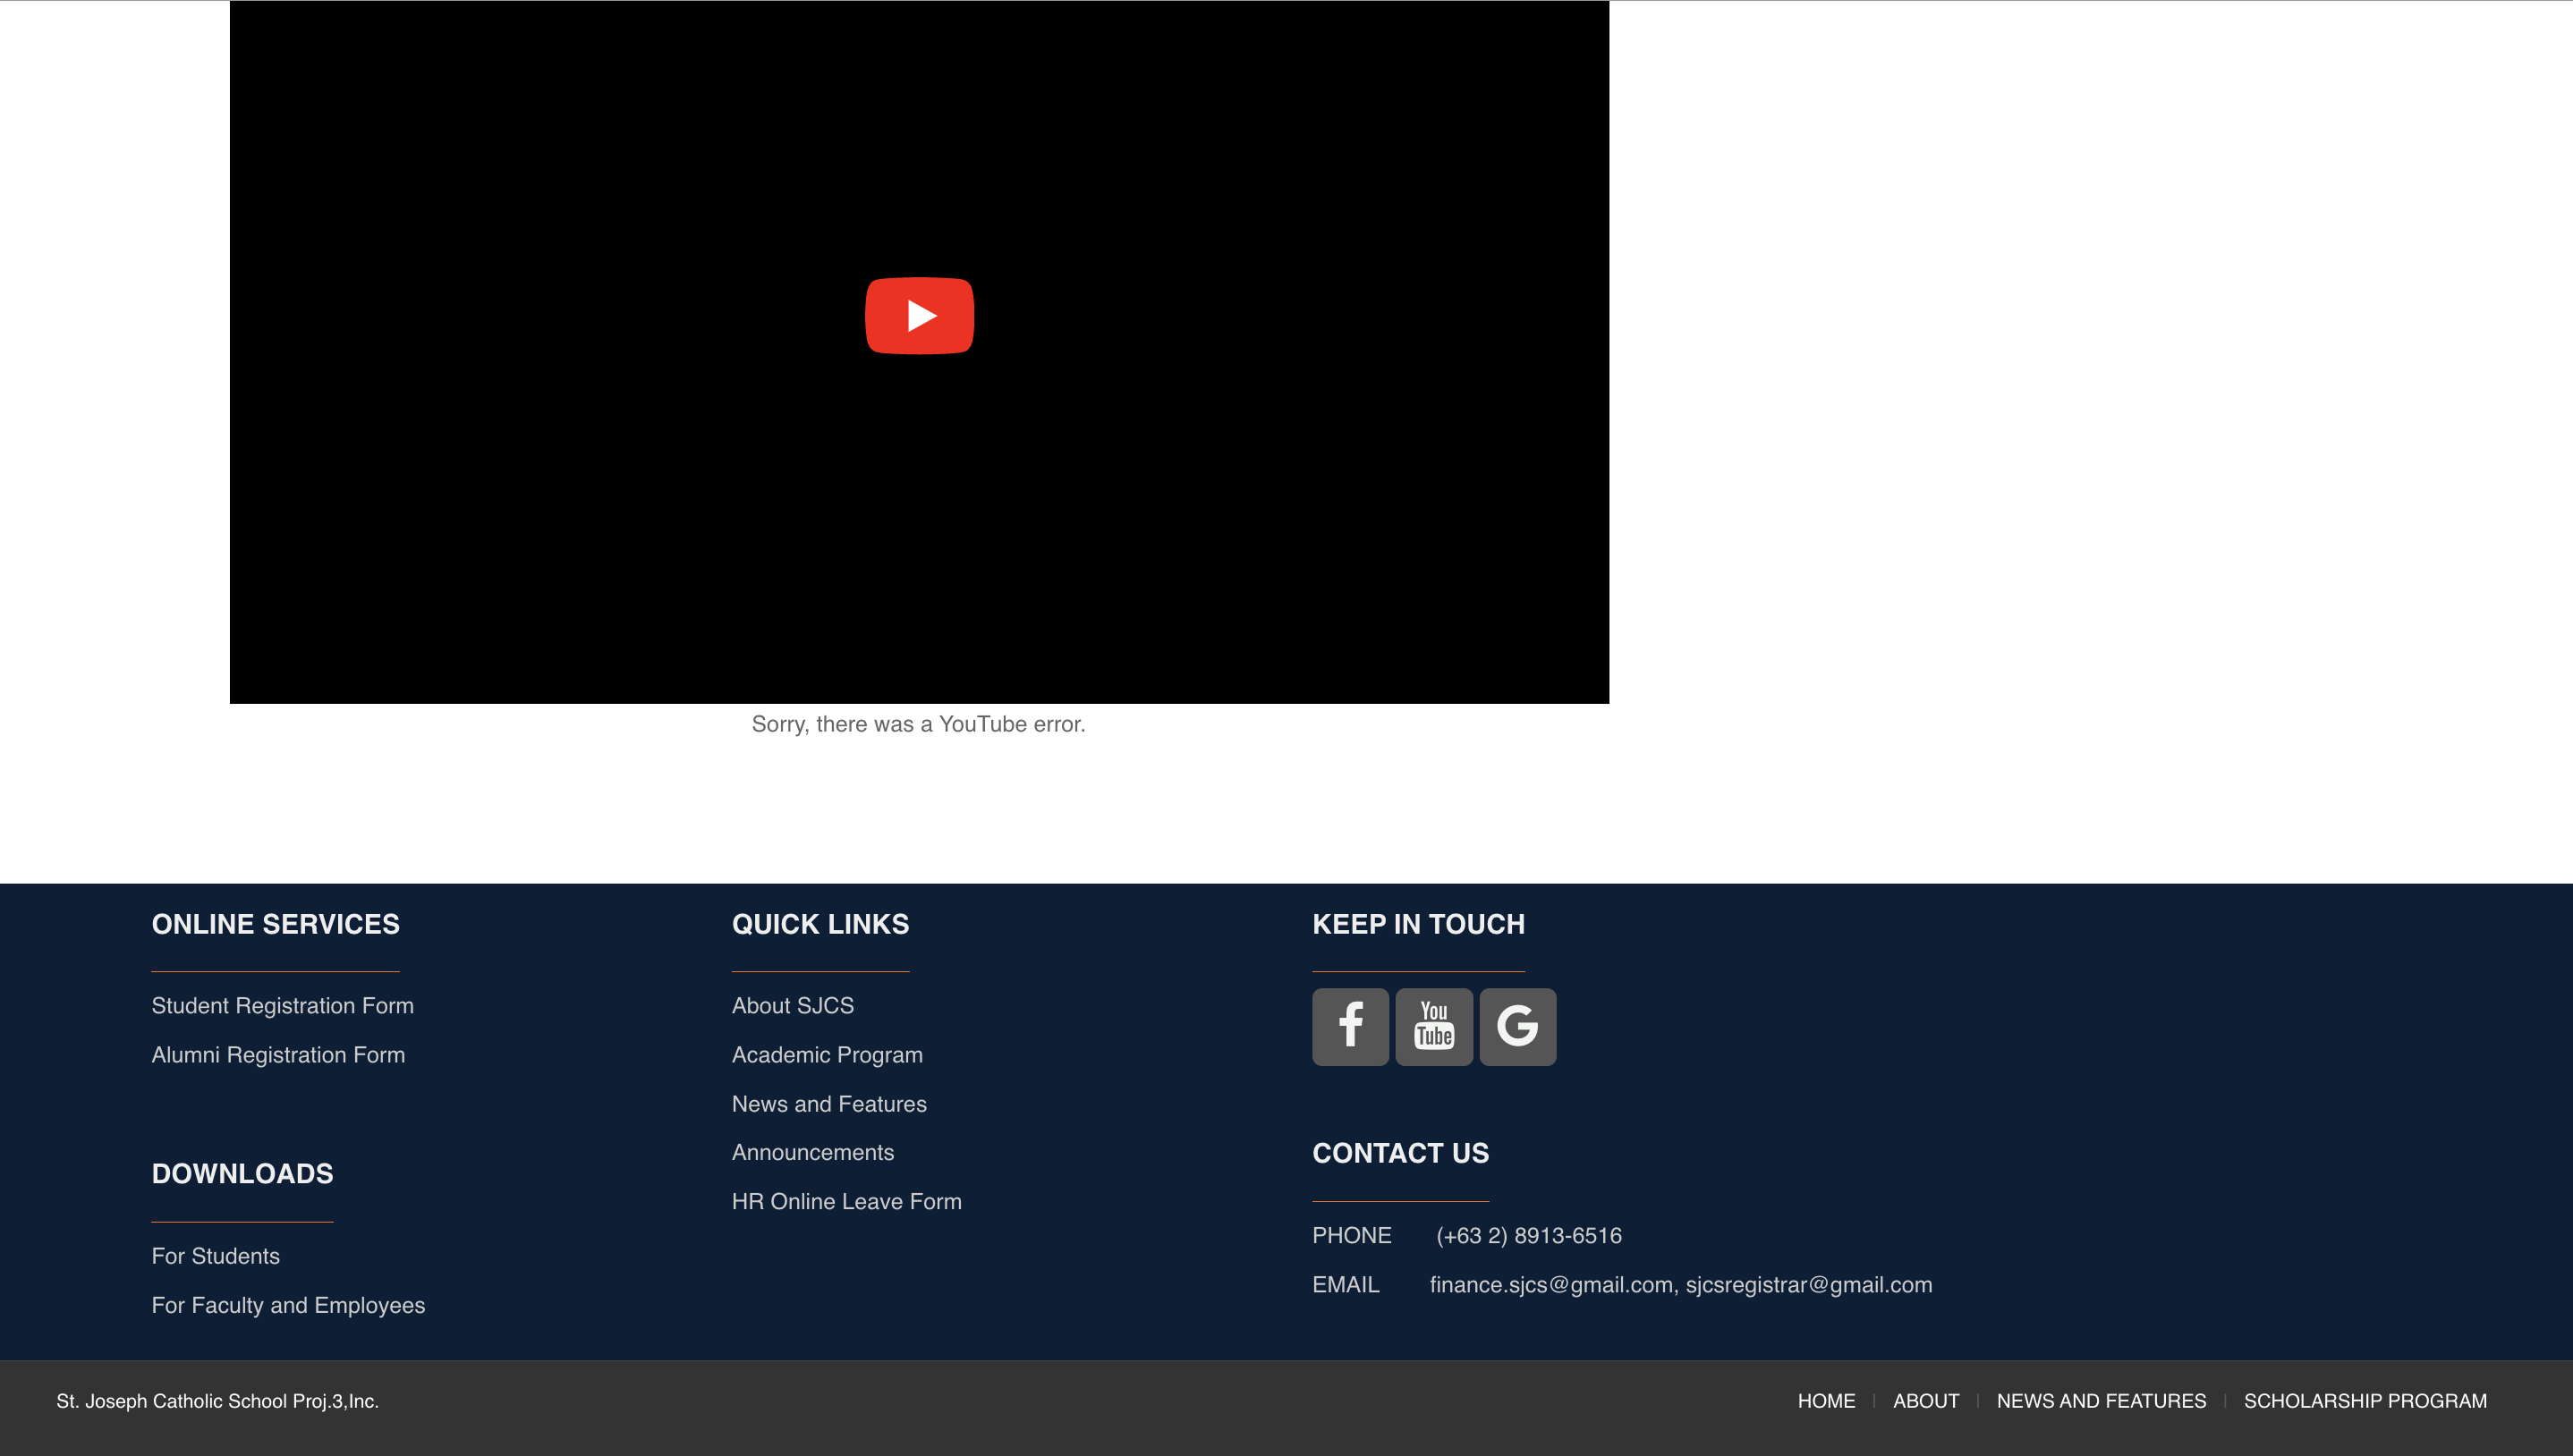 Sorry, there was a YouTube error.
ONLINE SERVICES
Student Registration Form
Alumni Registration Form
DOWNLOADS
For Students
For Faculty and Employees
QUICK LINKS
About SJCS
Academic Program
News and Features
Announcements
HR Online Leave Form
KEEP IN TOUCH
f You Tube G
CONTACT US
PHONE (+63 2) 8913-6516
EMAIL finance.sjcs@gmail.com, sjcsregistrar@gmail.com
St. Joseph Catholic School Proj.3,Inc.
HOME | ABOUT | NEWS AND FEATURES | SCHOLARSHIP PROGRAM